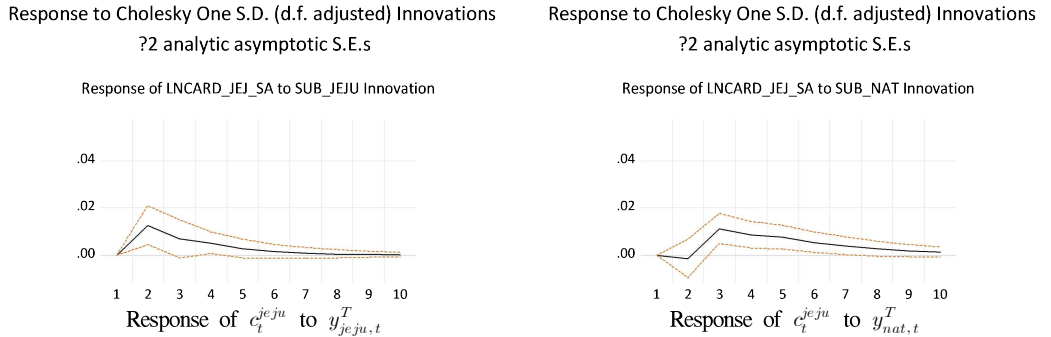 Response to Cholesky One S.D. (d.f. adjusted) Innovations
?2 analytic asymptotic S.E.s
Response of LNCARD_JEJ_SA to SUB_JEJU Innovation
.04
.02
.00
1 2 3 4 5 6 7 8 9 10
Response of c_t^{jeju} to y_{jeju,t}^T
Response to Cholesky One S.D. (d.f. adjusted) Innovations
?2 analytic asymptotic S.E.s
Response of LNCARD_JEJ_SA to SUB_NAT Innovation
.04
.02
.00
1 2 3 4 5 6 7 8 9 10
Response of c_t^{jeju} to y_{nat,t}^T